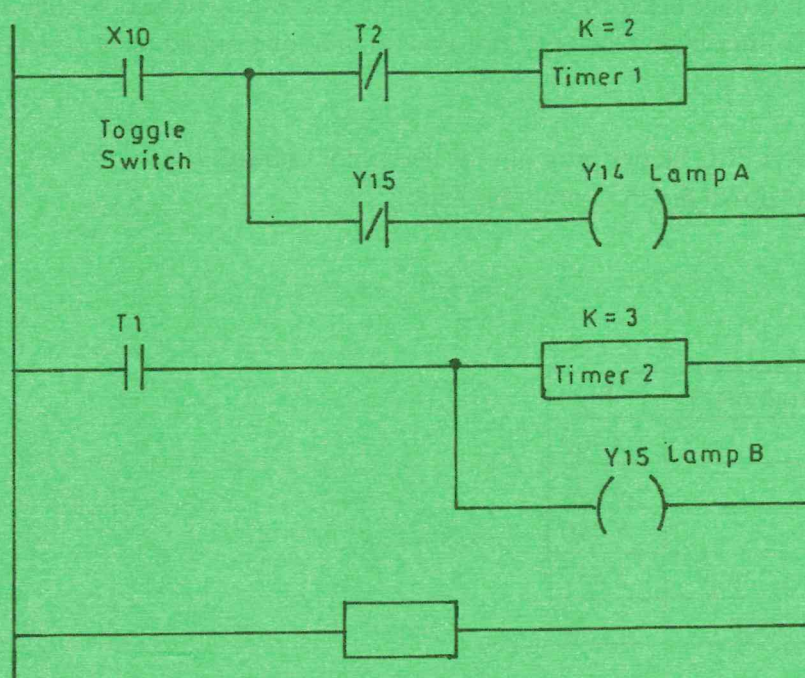 X10
T2
K = 2
Timer 1
Toggle
Switch
Y15
Y14 Lamp A
T1
K = 3
Timer 2
Y15 Lamp B